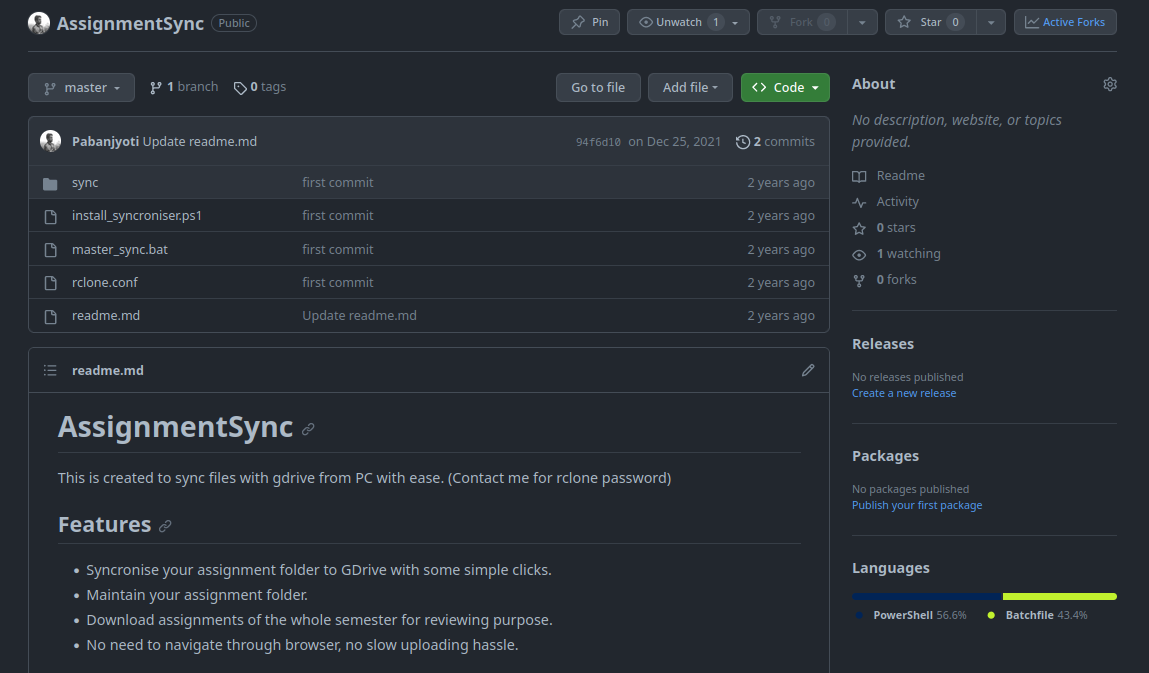 AssignmentSync Public
Pin
Unwatch 1
Fork 0
Star 0
Active Forks
master
1 branch
0 tags
Go to file
Add file
Code
Pabanjyoti Update readme.md
94f6d10 on Dec 25, 2021
2 commits
sync first commit 2 years ago
install_syncroniser.ps1 first commit 2 years ago
master_sync.bat first commit 2 years ago
rclone.conf first commit 2 years ago
readme.md Update readme.md 2 years ago
readme.md
AssignmentSync
This is created to sync files with gdrive from PC with ease. (Contact me for rclone password)
Features
• Syncronise your assignment folder to GDrive with some simple clicks.
• Maintain your assignment folder.
• Download assignments of the whole semester for reviewing purpose.
• No need to navigate through browser, no slow uploading hassle.
About
No description, website, or topics
provided.
Readme
Activity
0 stars
1 watching
0 forks
Releases
No releases published
Create a new release
Packages
No packages published
Publish your first package
Languages
PowerShell 56.6% Batchfile 43.4%